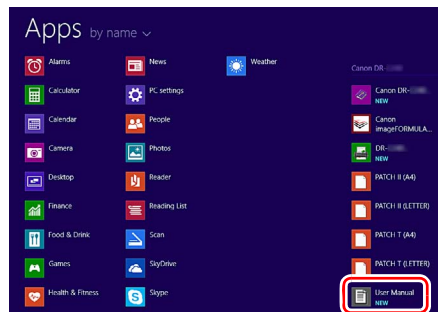 Apps by name
Alarms
Calculator
Calendar
Camera
Desktop
Finance
Food & Drink
Games
Health & Fitness
News
PC settings
People
Photos
Reader
Reading List
Scan
SkyDrive
Skype
Weather
Canon DR-
Canon DR-
NEW
Canon
imageFORMULA...
DR-
NEW
PATCH II (A4)
PATCH II (LETTER)
PATCH T (A4)
PATCH T (LETTER)
User Manual
NEW